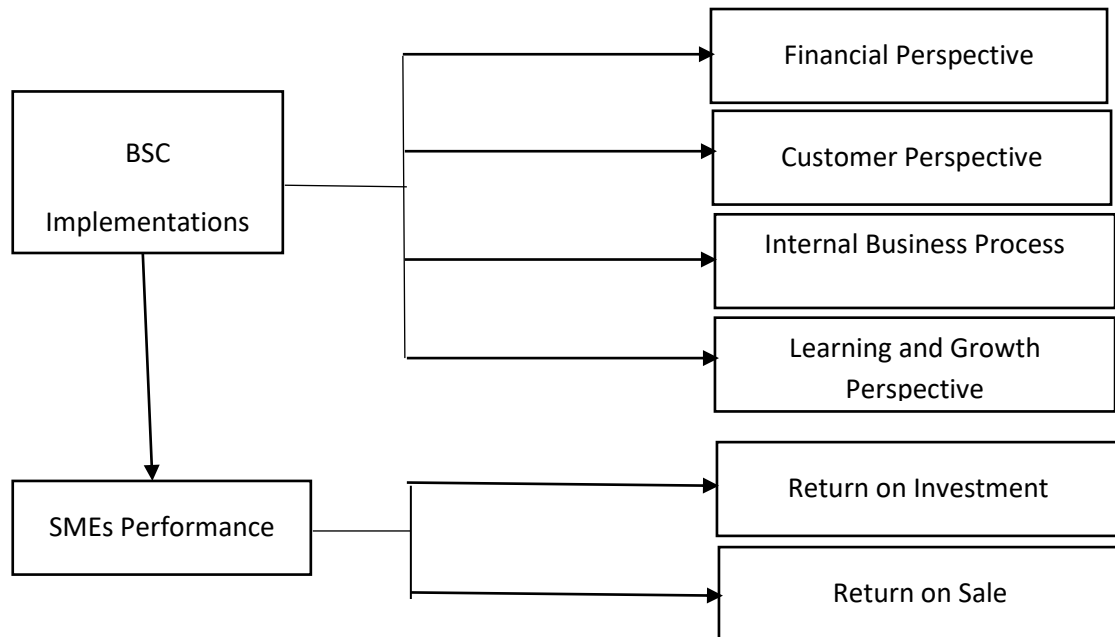 Financial Perspective
BSC
Implementations
Customer Perspective
Internal Business Process
Learning and Growth
Perspective
SMEs Performance
Return on Investment
Return on Sale